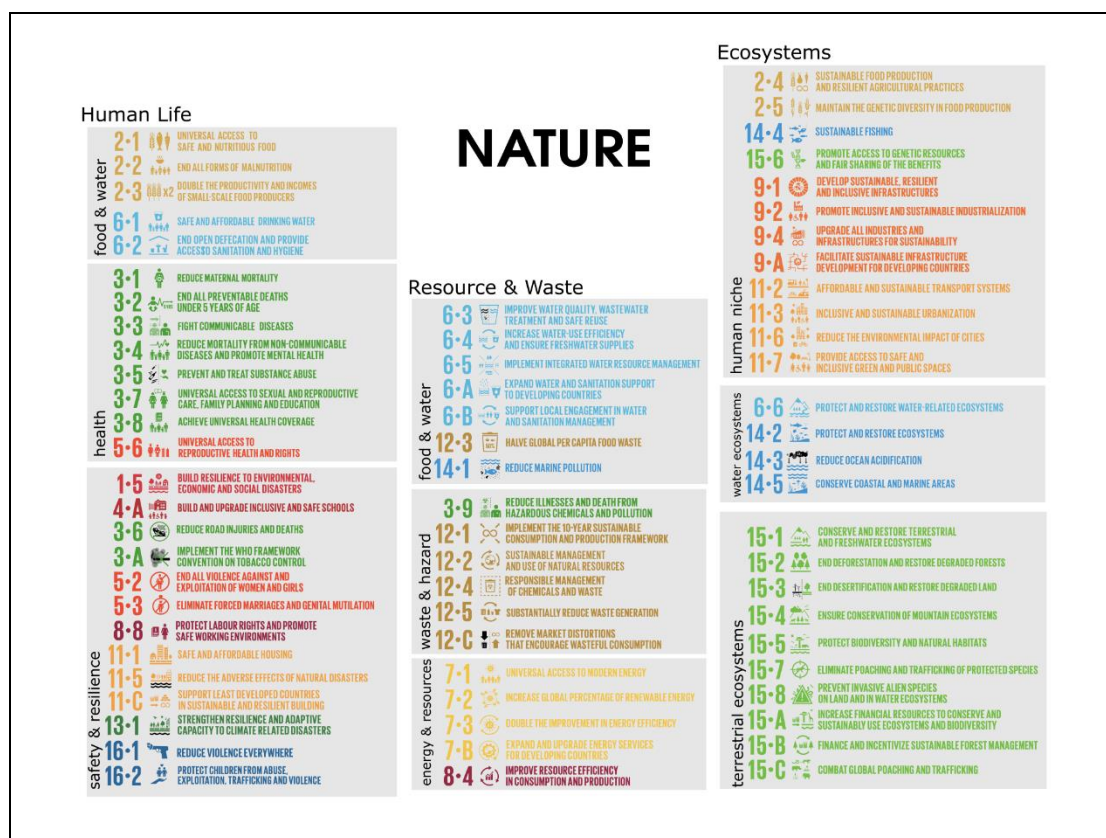 NATURE
Human Life
food & water
2•1 UNIVERSAL ACCESS TO
SAFE AND NUTRITIOUS FOOD
2•2 END ALL FORMS OF MALNUTRITION
2•3 x2 DOUBLE THE PRODUCTIVITY AND INCOMES
OF SMALL-SCALE FOOD PRODUCERS
6•1 SAFE AND AFFORDABLE DRINKING WATER
6•2 END OPEN DEFECATION AND PROVIDE
ACCESSTO SANITATION AND HYGIENE
health
3•1 REDUCE MATERNAL MORTALITY
3•2 END ALL PREVENTABLE DEATHS
UNDER 5 YEARS OF AGE
3•3 FIGHT COMMUNICABLE DISEASES
3•4 REDUCE MORTALITY FROM NON-COMMUNICABLE
DISEASES AND PROMOTE MENTAL HEALTH
3•5 PREVENT AND TREAT SUBSTANCE ABUSE
3•7 UNIVERSAL ACCESS TO SEXUAL AND REPRODUCTIVE
CARE, FAMILY PLANNING AND EDUCATION
3•8 ACHIEVE UNIVERSAL HEALTH COVERAGE
5•6 UNIVERSAL ACCESS TO
REPRODUCTIVE HEALTH AND RIGHTS
safety & resilience
1•5 BUILD RESILIENCE TO ENVIRONMENTAL,
ECONOMIC AND SOCIAL DISASTERS
4•A BUILD AND UPGRADE INCLUSIVE AND SAFE SCHOOLS
3•6 REDUCE ROAD INJURIES AND DEATHS
3•A IMPLEMENT THE WHO FRAMEWORK
CONVENTION ON TOBACCO CONTROL
5•2 END ALL VIOLENCE AGAINST AND
EXPLOITATION OF WOMEN AND GIRLS
5•3 ELIMINATE FORCED MARRIAGES AND GENITAL MUTILATION
8•8 PROTECT LABOUR RIGHTS AND PROMOTE
SAFE WORKING ENVIRONMENTS
11•1 SAFE AND AFFORDABLE HOUSING
11•5 REDUCE THE ADVERSE EFFECTS OF NATURAL DISASTERS
11•C SUPPORT LEAST DEVELOPED COUNTRIES
IN SUSTAINABLE AND RESILIENT BUILDING
13•1 STRENGTHEN RESILIENCE AND ADAPTIVE
CAPACITY TO CLIMATE RELATED DISASTERS
16•1 REDUCE VIOLENCE EVERYWHERE
16•2 PROTECT CHILDREN FROM ABUSE,
EXPLOITATION, TRAFFICKING AND VIOLENCE
Resource & Waste
food & water
6•3 IMPROVE WATER QUALITY, WASTEWATER
TREATMENT AND SAFE REUSE
6•4 INCREASE WATER-USE EFFICIENCY
AND ENSURE FRESHWATER SUPPLIES
6•5 IMPLEMENT INTEGRATED WATER RESOURCE MANAGEMENT
6•A EXPAND WATER AND SANITATION SUPPORT
TO DEVELOPING COUNTRIES
6•B SUPPORT LOCAL ENGAGEMENT IN WATER
AND SANITATION MANAGEMENT
12•3 HALVE GLOBAL PER CAPITA FOOD WASTE
14•1 REDUCE MARINE POLLUTION
waste & hazard
3•9 REDUCE ILLNESSES AND DEATH FROM
HAZARDOUS CHEMICALS AND POLLUTION
12•1 IMPLEMENT THE 10-YEAR SUSTAINABLE
CONSUMPTION AND PRODUCTION FRAMEWORK
12•2 SUSTAINABLE MANAGEMENT
AND USE OF NATURAL RESOURCES
12•4 RESPONSIBLE MANAGEMENT
OF CHEMICALS AND WASTE
12•5 SUBSTANTIALLY REDUCE WASTE GENERATION
12•C REMOVE MARKET DISTORTIONS
THAT ENCOURAGE WASTEFUL CONSUMPTION
energy & resources
7•1 UNIVERSAL ACCESS TO MODERN ENERGY
7•2 INCREASE GLOBAL PERCENTAGE OF RENEWABLE ENERGY
7•3 DOUBLE THE IMPROVEMENT IN ENERGY EFFICIENCY
7•B EXPAND AND UPGRADE ENERGY SERVICES
FOR DEVELOPING COUNTRIES
8•4 IMPROVE RESOURCE EFFICIENCY
IN CONSUMPTION AND PRODUCTION
Ecosystems
human niche
2•4 SUSTAINABLE FOOD PRODUCTION
AND RESILIENT AGRICULTURAL PRACTICES
2•5 MAINTAIN THE GENETIC DIVERSITY IN FOOD PRODUCTION
14•4 SUSTAINABLE FISHING
15•6 PROMOTE ACCESS TO GENETIC RESOURCES
AND FAIR SHARING OF THE BENEFITS
9•1 DEVELOP SUSTAINABLE, RESILIENT
AND INCLUSIVE INFRASTRUCTURES
9•2 PROMOTE INCLUSIVE AND SUSTAINABLE INDUSTRIALIZATION
9•4 UPGRADE ALL INDUSTRIES AND
INFRASTRUCTURES FOR SUSTAINABILITY
9•A FACILITATE SUSTAINABLE INFRASTRUCTURE
DEVELOPMENT FOR DEVELOPING COUNTRIES
11•2 AFFORDABLE AND SUSTAINABLE TRANSPORT SYSTEMS
11•3 INCLUSIVE AND SUSTAINABLE URBANIZATION
11•6 REDUCE THE ENVIRONMENTAL IMPACT OF CITIES
11•7 PROVIDE ACCESS TO SAFE AND
INCLUSIVE GREEN AND PUBLIC SPACES
water ecosystems
6•6 PROTECT AND RESTORE WATER-RELATED ECOSYSTEMS
14•2 PROTECT AND RESTORE ECOSYSTEMS
14•3 REDUCE OCEAN ACIDIFICATION
14•5 CONSERVE COASTAL AND MARINE AREAS
terrestrial ecosystems
15•1 CONSERVE AND RESTORE TERRESTRIAL
AND FRESHWATER ECOSYSTEMS
15•2 END DEFORESTATION AND RESTORE DEGRADED FORESTS
15•3 END DESERTIFICATION AND RESTORE DEGRADED LAND
15•4 ENSURE CONSERVATION OF MOUNTAIN ECOSYSTEMS
15•5 PROTECT BIODIVERSITY AND NATURAL HABITATS
15•7 ELIMINATE POACHING AND TRAFFICKING OF PROTECTED SPECIES
15•8 PREVENT INVASIVE ALIEN SPECIES
ON LAND AND IN WATER ECOSYSTEMS
15•A INCREASE FINANCIAL RESOURCES TO CONSERVE AND
SUSTAINABLY USE ECOSYSTEMS AND BIODIVERSITY
15•B FINANCE AND INCENTIVIZE SUSTAINABLE FOREST MANAGEMENT
15•C COMBAT GLOBAL POACHING AND TRAFFICKING